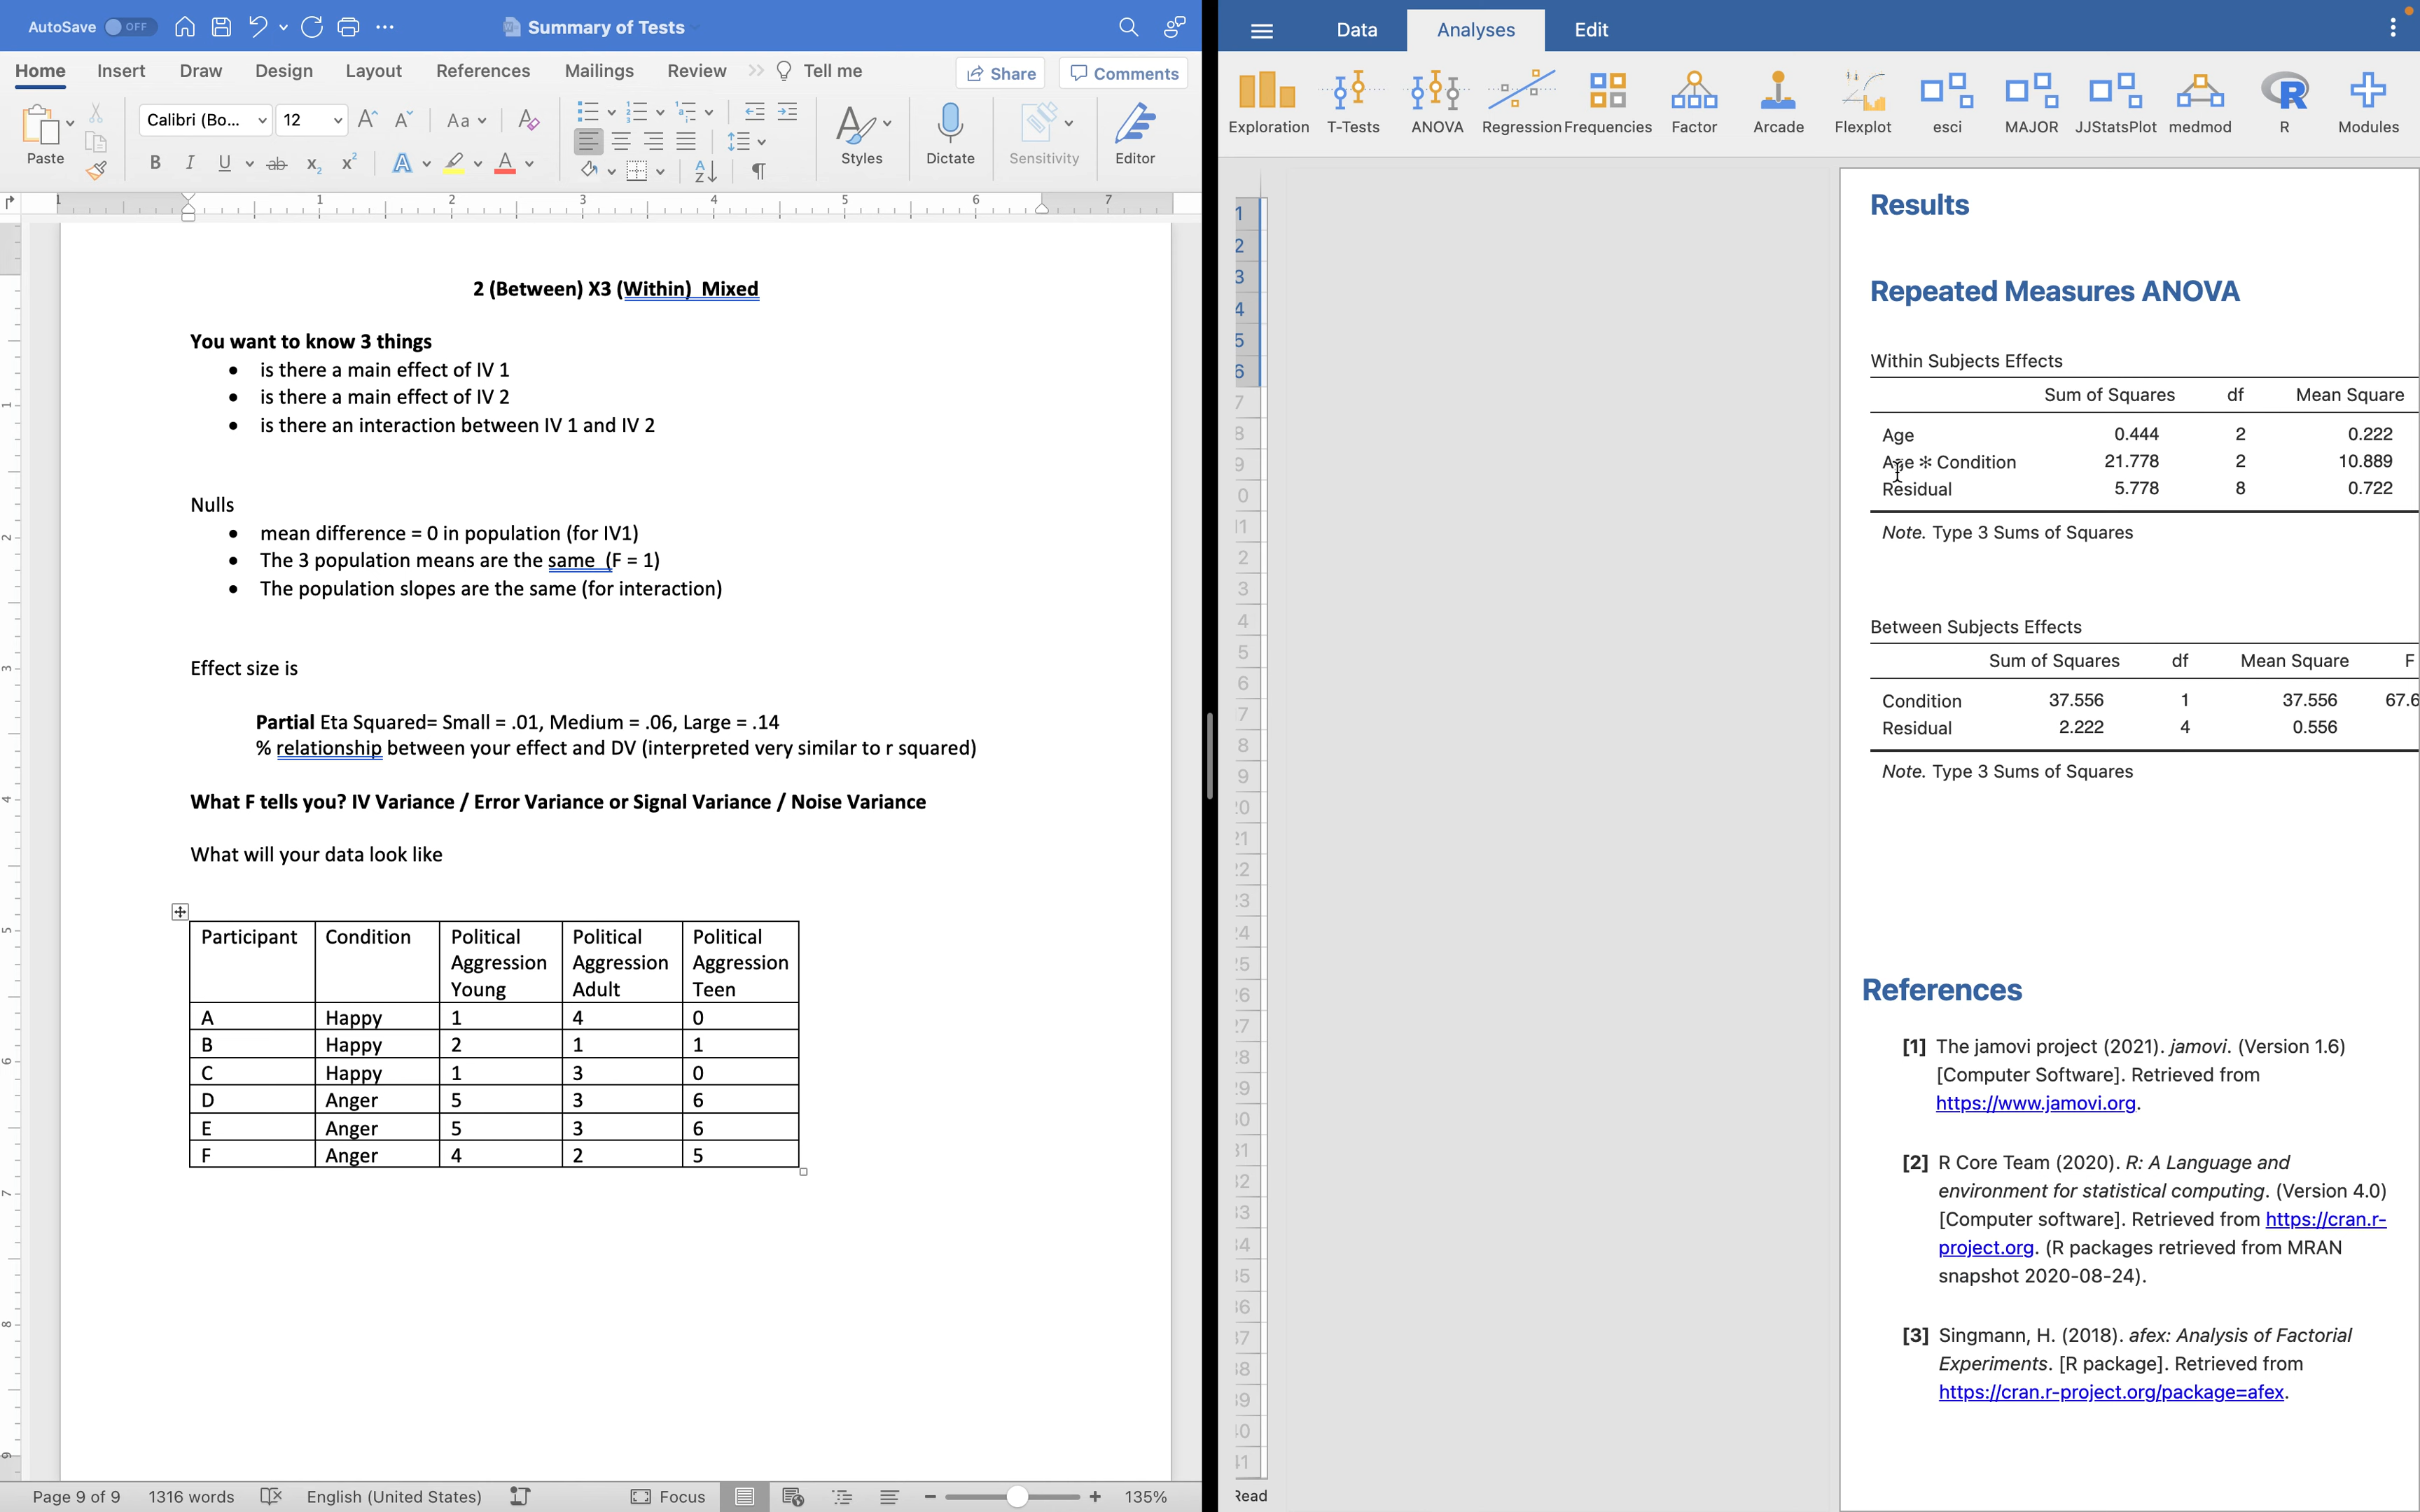 AutoSave OFF
Summary of Tests
Home Insert Draw Design Layout References Mailings Review Tell me Share Comments
Paste
Calibri (Bo... 12
Aa
B I U ab x₂ x² A A
Styles Dictate Sensitivity Editor
1 1 2 3 4 5 6 7
2 (Between) X3 (Within) Mixed
You want to know 3 things
• is there a main effect of IV 1
• is there a main effect of IV 2
• is there an interaction between IV 1 and IV 2
Nulls
• mean difference = 0 in population (for IV1)
• The 3 population means are the same (F = 1)
• The population slopes are the same (for interaction)
Effect size is
Partial Eta Squared= Small = .01, Medium = .06, Large = .14
% relationship between your effect and DV (interpreted very similar to r squared)
What F tells you? IV Variance / Error Variance or Signal Variance / Noise Variance
What will your data look like
Participant Condition Political Aggression Young Political Aggression Adult Political Aggression Teen
A Happy 1 4 0
B Happy 2 1 1
C Happy 1 3 0
D Anger 5 3 6
E Anger 5 3 6
F Anger 4 2 5
Page 9 of 9 1316 words English (United States) Focus 135%
Data Analyses Edit
Exploration T-Tests ANOVA Regression Frequencies Factor Arcade Flexplot esci MAJOR JJStatsPlot medmod R Modules
Results
Repeated Measures ANOVA
Within Subjects Effects
Sum of Squares df Mean Square
Age 0.444 2 0.222
Age ✻ Condition 21.778 2 10.889
Residual 5.778 8 0.722
Note. Type 3 Sums of Squares
Between Subjects Effects
Sum of Squares df Mean Square F
Condition 37.556 1 37.556 67.6
Residual 2.222 4 0.556
Note. Type 3 Sums of Squares
References
[1] The jamovi project (2021). jamovi. (Version 1.6)
[Computer Software]. Retrieved from
https://www.jamovi.org.
[2] R Core Team (2020). R: A Language and
environment for statistical computing. (Version 4.0)
[Computer software]. Retrieved from https://cran.r-
project.org. (R packages retrieved from MRAN
snapshot 2020-08-24).
[3] Singmann, H. (2018). afex: Analysis of Factorial
Experiments. [R package]. Retrieved from
https://cran.r-project.org/package=afex.